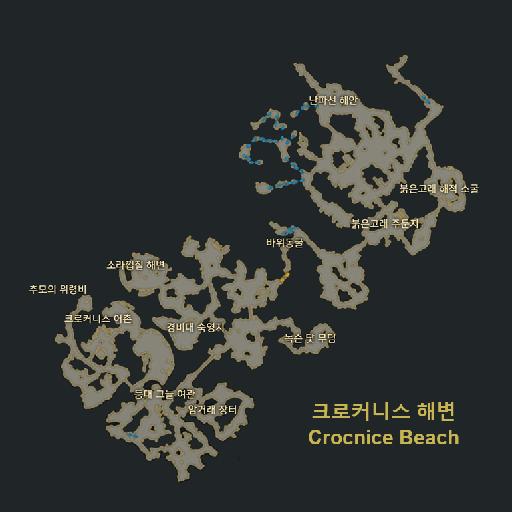 난파선 해안
붉은고래 해적 소굴
붉은고래 주둔지
바위동굴
소라껍질 해변
추모의 위령비
크로커니스 어촌
경비대 숙영지
녹슨 닻 무덤
등대 그늘 여관
암거래 장터
크로커니스 해변
Crocnice Beach